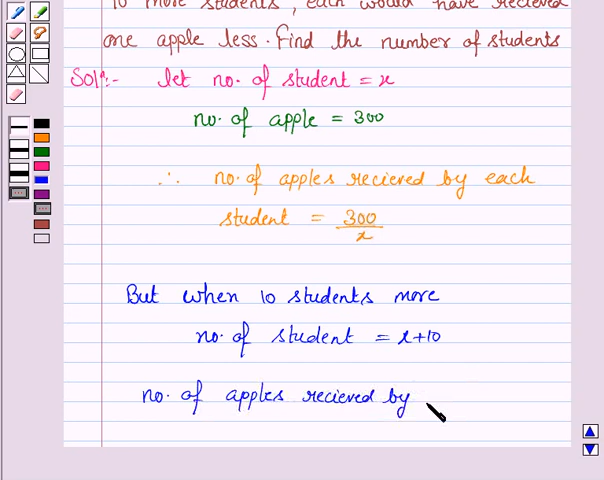 10 more students, each would have recieved
one apple less. Find the number of students
Soln:- let no. of student = x
no. of apple = 300
∴ no. of apples recieved by each
student = 300/x
But when 10 students more
no. of student = x+10
no. of apples recieved by